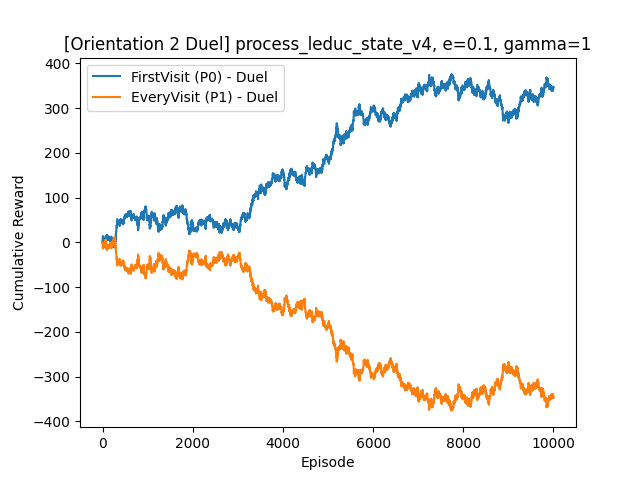 [Orientation 2 Duel] process_leduc_state_v4, e=0.1, gamma=1
FirstVisit (P0) - Duel
EveryVisit (P1) - Duel
400
300
200
100
0
−100
−200
−300
−400
Cumulative Reward
0 2000 4000 6000 8000 10000
Episode